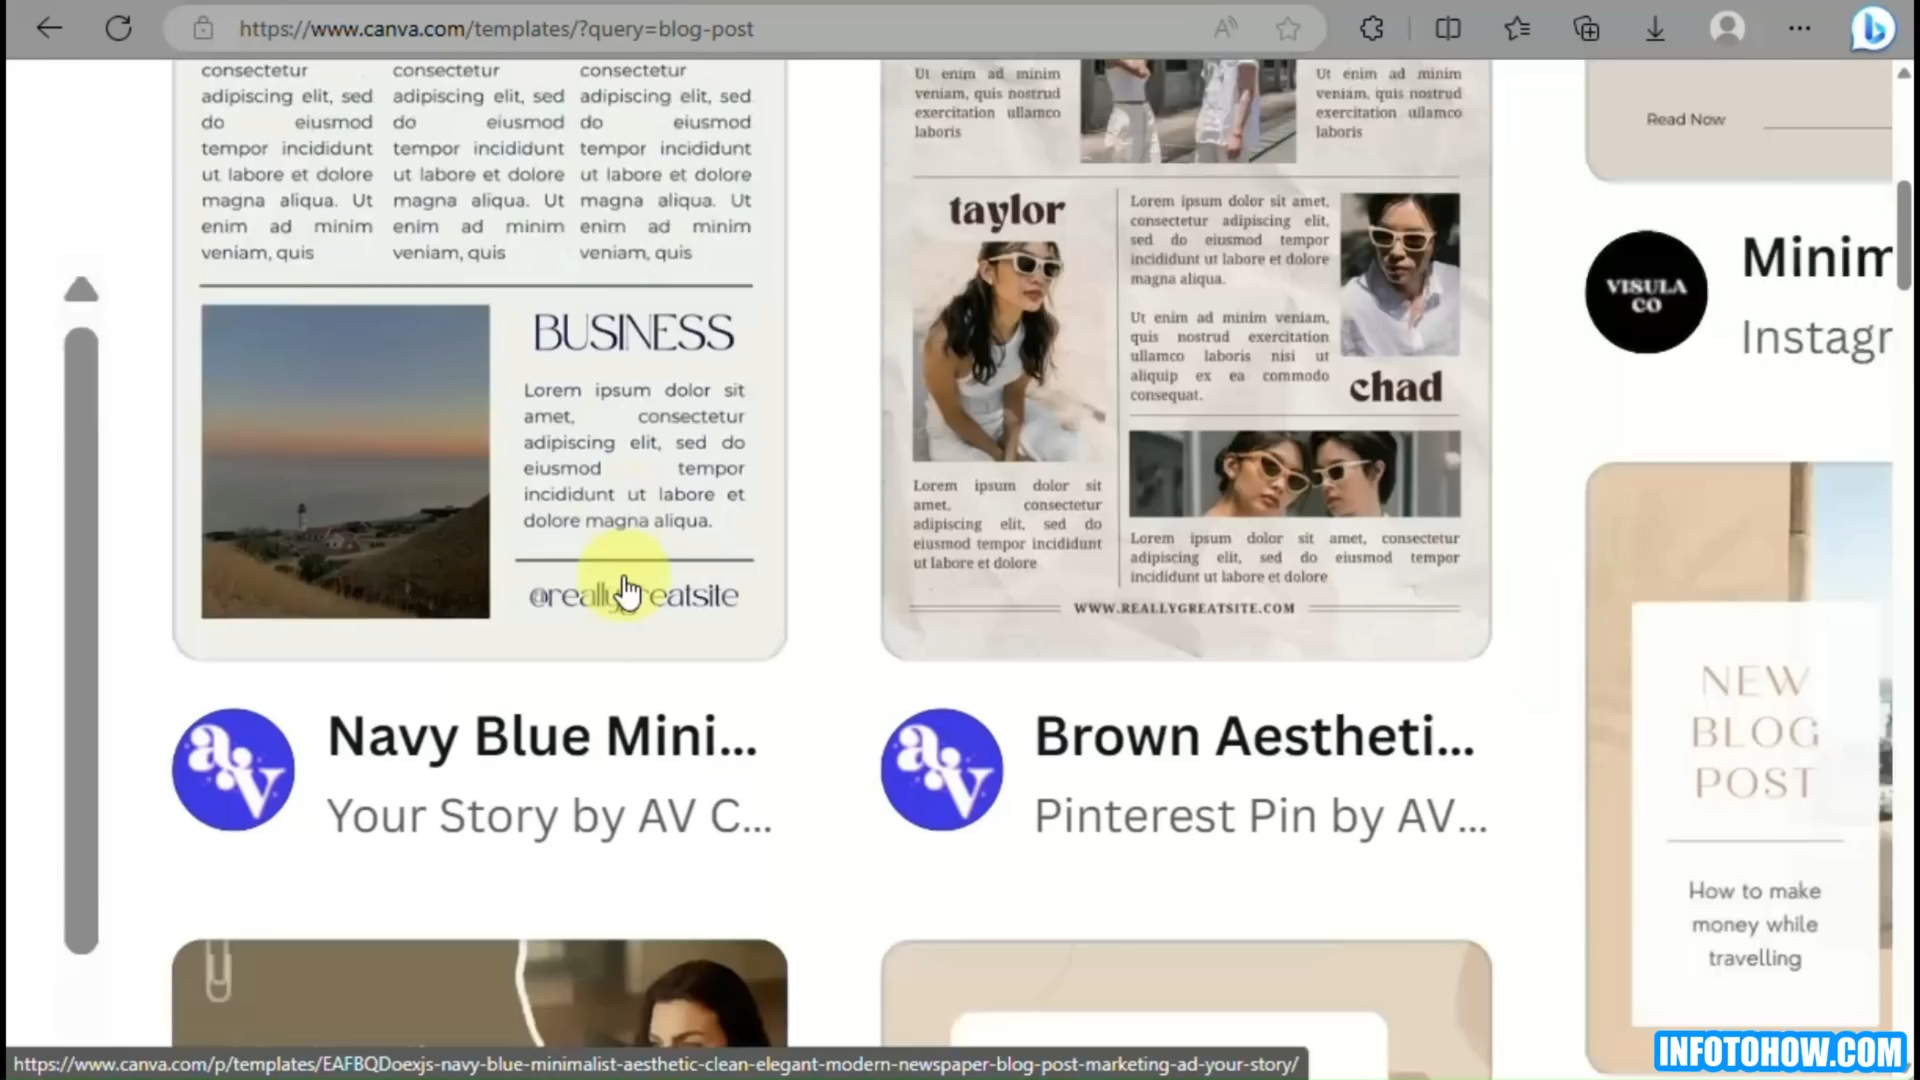 https://www.canva.com/templates/?query=blog-post
consectetur
adipiscing elit, sed
do eiusmod
tempor incididunt
ut labore et dolore
magna aliqua. Ut
enim ad minim
veniam, quis
consectetur
adipiscing elit, sed
do eiusmod
tempor incididunt
ut labore et dolore
magna aliqua. Ut
enim ad minim
veniam, quis
consectetur
adipiscing elit, sed
do eiusmod
tempor incididunt
ut labore et dolore
magna aliqua. Ut
enim ad minim
veniam, quis
BUSINESS
Lorem ipsum dolor sit
amet, consectetur
adipiscing elit, sed do
eiusmod tempor
incididunt ut labore et
dolore magna aliqua.
@reallygreatsite
a.v
Navy Blue Mini...
Your Story by AV C...
Ut enim ad minim
veniam, quis nostrud
exercitation ullamco
laboris
Ut enim ad minim
veniam, quis nostrud
exercitation ullamco
laboris
taylor
Lorem ipsum dolor sit
amet, consectetur
adipiscing elit, sed do
eiusmod tempor incididunt
ut labore et dolore
Lorem ipsum dolor sit amet,
consectetur adipiscing elit,
sed do eiusmod tempor
incididunt ut labore et dolore
magna aliqua.
Ut enim ad minim veniam,
quis nostrud exercitation
ullamco laboris nisi ut
aliquip ex ea commodo
consequat.
chad
Lorem ipsum dolor sit amet, consectetur
adipiscing elit, sed do eiusmod tempor
incididunt ut labore et dolore
WWW.REALLYGREATSITE.COM
a.v
Brown Aestheti...
Pinterest Pin by AV...
Read Now
VISULA
CO
Minim
Instagr
NEW
BLOG
POST
How to make
money while
travelling
https://www.canva.com/p/templates/EAFBQDoexjs-navy-blue-minimalist-aesthetic-clean-elegant-modern-newspaper-blog-post-marketing-ad-your-story/
INFOTOHOW.COM